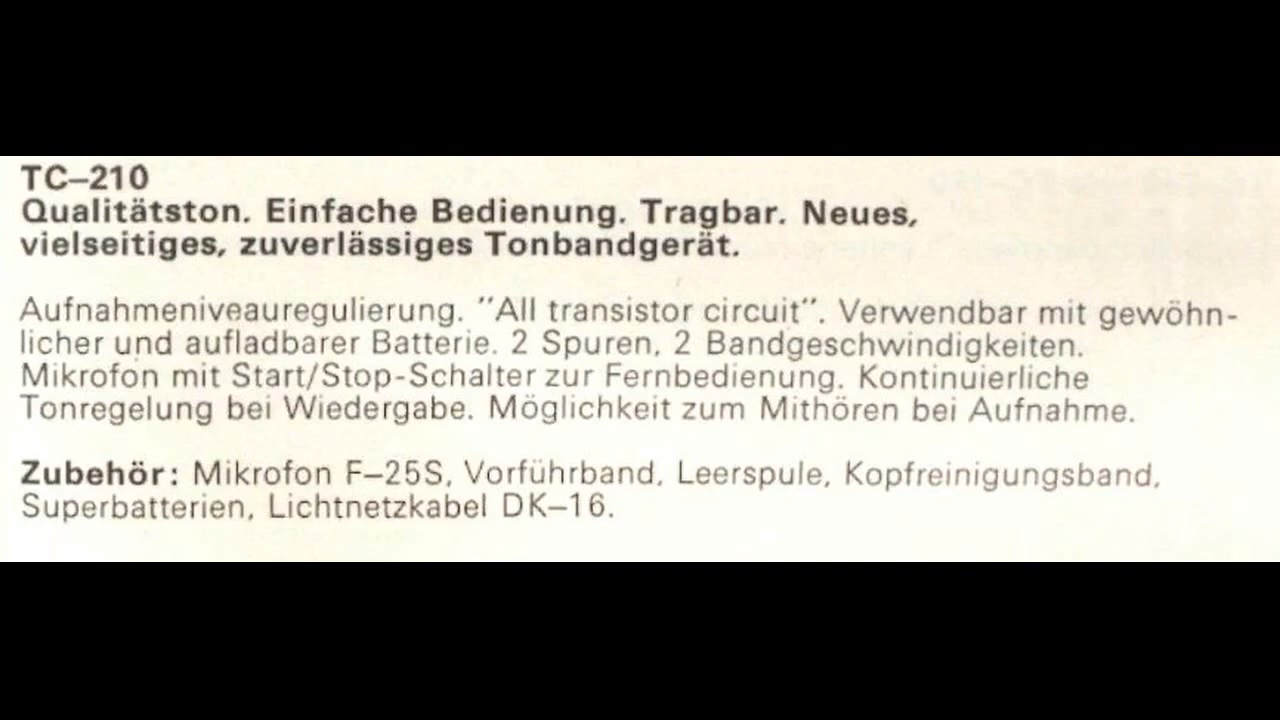 TC–210
Qualitätston. Einfache Bedienung. Tragbar. Neues,
vielseitiges, zuverlässiges Tonbandgerät.
Aufnahmeniveauregulierung. "All transistor circuit". Verwendbar mit gewöhn-
licher und aufladbarer Batterie. 2 Spuren, 2 Bandgeschwindigkeiten.
Mikrofon mit Start/Stop-Schalter zur Fernbedienung. Kontinuierliche
Tonregelung bei Wiedergabe. Möglichkeit zum Mithören bei Aufnahme.
Zubehör: Mikrofon F–25S, Vorführband, Leerspule, Kopfreinigungsband,
Superbatterien, Lichtnetzkabel DK–16.